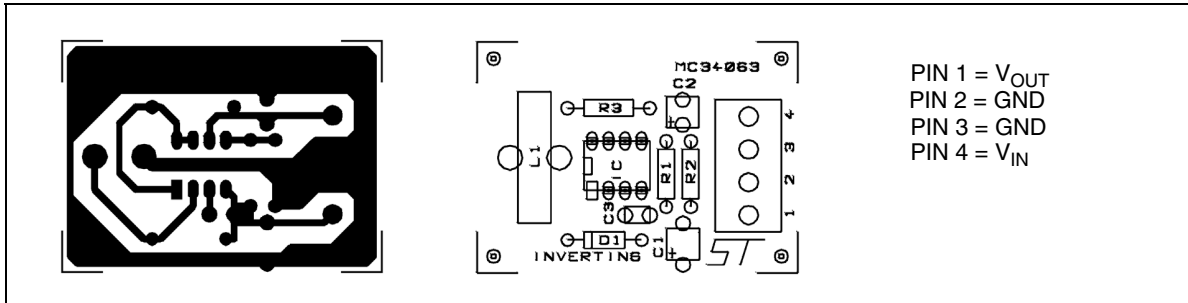 MC34063
C2
R3
L1
IC
R1
R2
C3
D1
C1
INVERTING
ST
4
3
2
1
PIN 1 = VOUT
PIN 2 = GND
PIN 3 = GND
PIN 4 = VIN